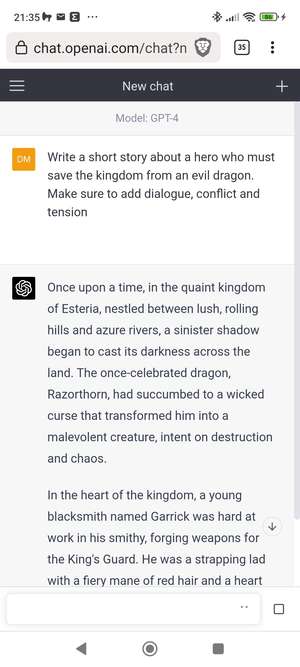 21:35
chat.openai.com/chat?n
35
New chat
Model: GPT-4
DM
Write a short story about a hero who must
save the kingdom from an evil dragon.
Make sure to add dialogue, conflict and
tension
Once upon a time, in the quaint kingdom
of Esteria, nestled between lush, rolling
hills and azure rivers, a sinister shadow
began to cast its darkness across the
land. The once-celebrated dragon,
Razorthorn, had succumbed to a wicked
curse that transformed him into a
malevolent creature, intent on destruction
and chaos.
In the heart of the kingdom, a young
blacksmith named Garrick was hard at
work in his smithy, forging weapons for
the King's Guard. He was a strapping lad
with a fiery mane of red hair and a heart